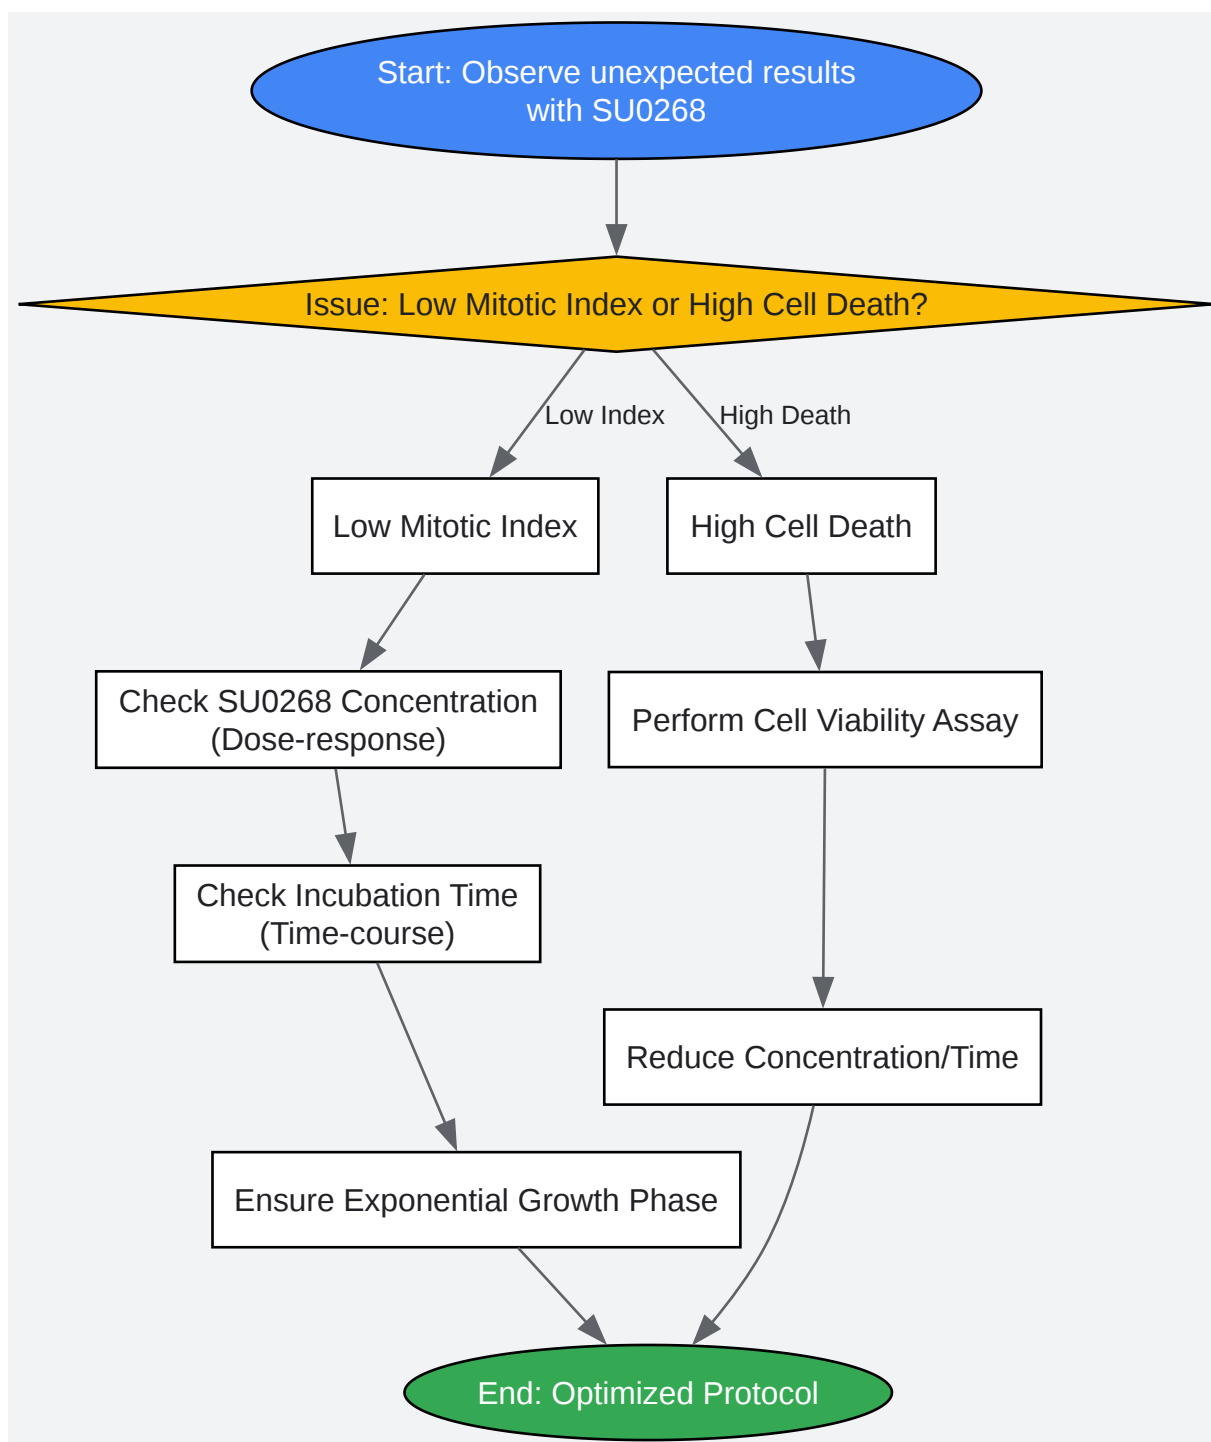 Start: Observe unexpected results
with SU0268
Issue: Low Mitotic Index or High Cell Death?
Low Index
High Death
Low Mitotic Index
High Cell Death
Check SU0268 Concentration
(Dose-response)
Perform Cell Viability Assay
Check Incubation Time
(Time-course)
Reduce Concentration/Time
Ensure Exponential Growth Phase
End: Optimized Protocol